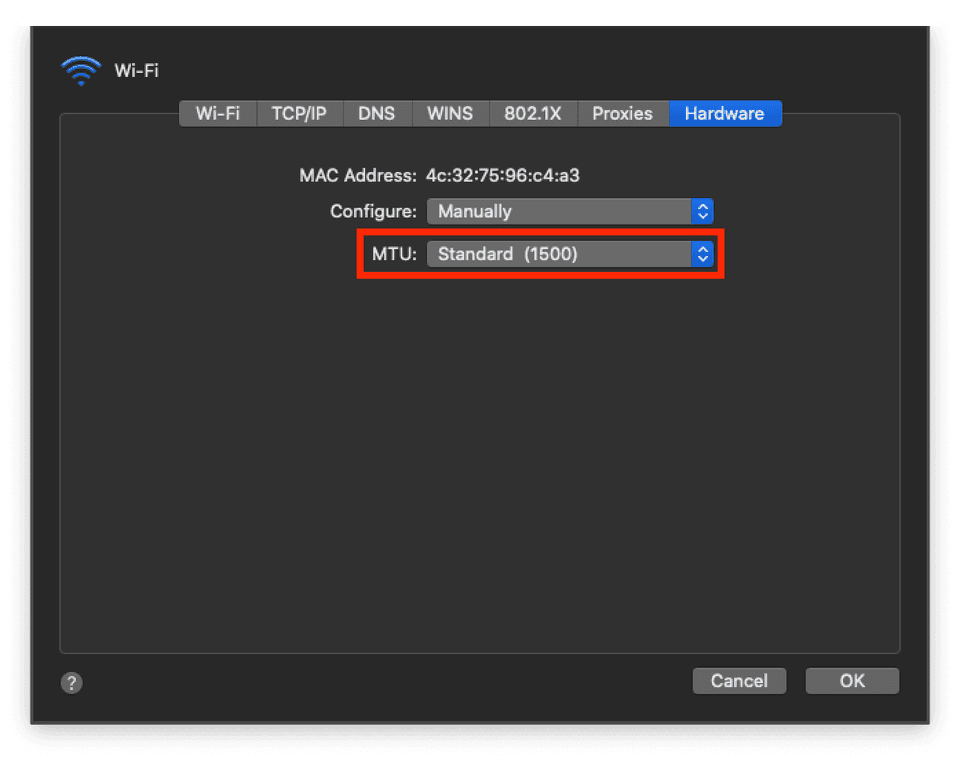 Wi-Fi
Wi-Fi TCP/IP DNS WINS 802.1X Proxies Hardware
MAC Address: 4c:32:75:96:c4:a3
Configure: Manually
MTU: Standard (1500)
? Cancel OK